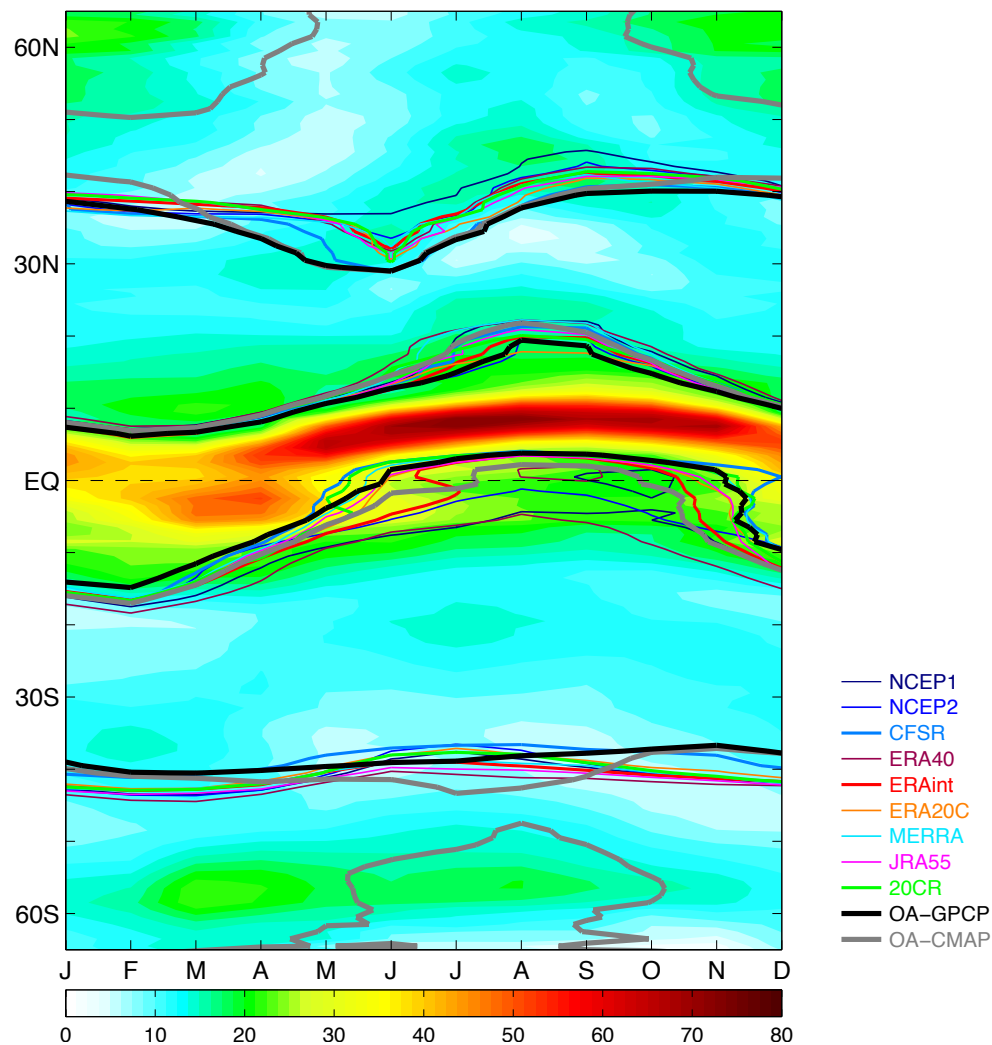 60N
30N
EQ
30S
60S
J F M A M J J A S O N D
0 10 20 30 40 50 60 70 80
NCEP1
NCEP2
CFSR
ERA40
ERAint
ERA20C
MERRA
JRA55
20CR
OA−GPCP
OA−CMAP